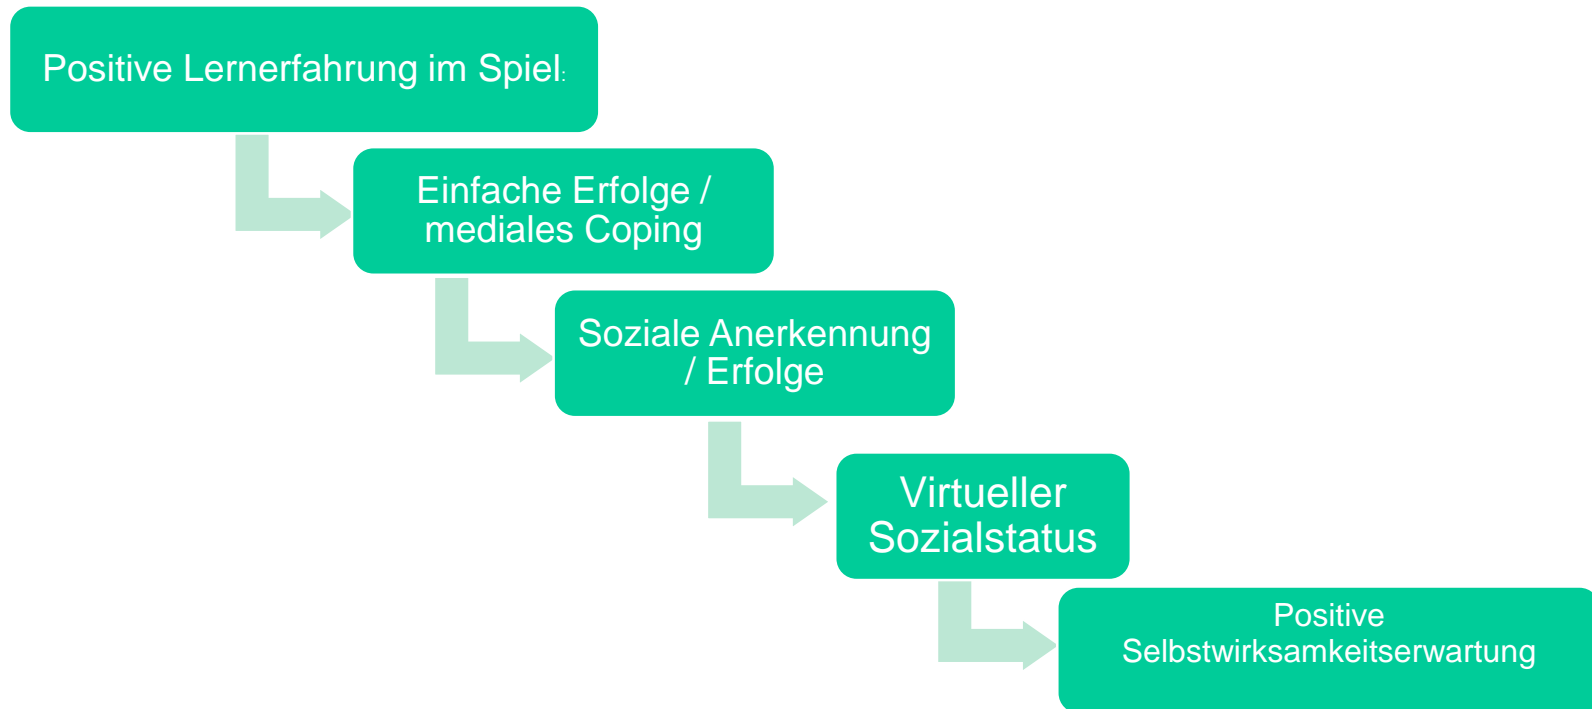 Positive Lernerfahrung im Spiel:
Einfache Erfolge /
mediales Coping
Soziale Anerkennung
/ Erfolge
Virtueller
Sozialstatus
Positive
Selbstwirksamkeitserwartung